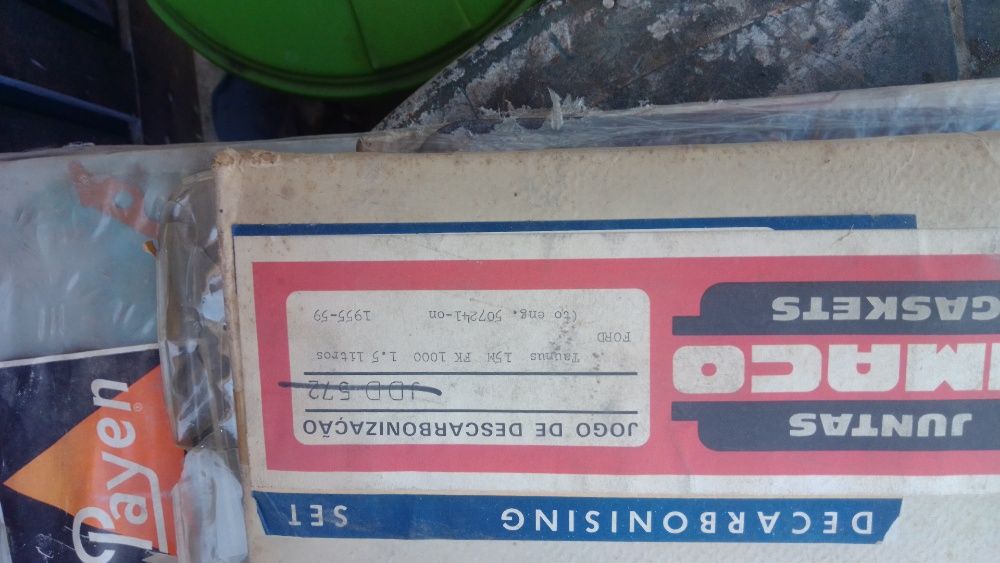 DECARBONISING SET
JUNTAS
MACO
GASKETS
JOGO DE DESCARBONIZAÇÃO
JDD 572
Taunus 15M FK 1000 1.5 litros
FORD
(to eng. 507241-on 1955-59
Payen®